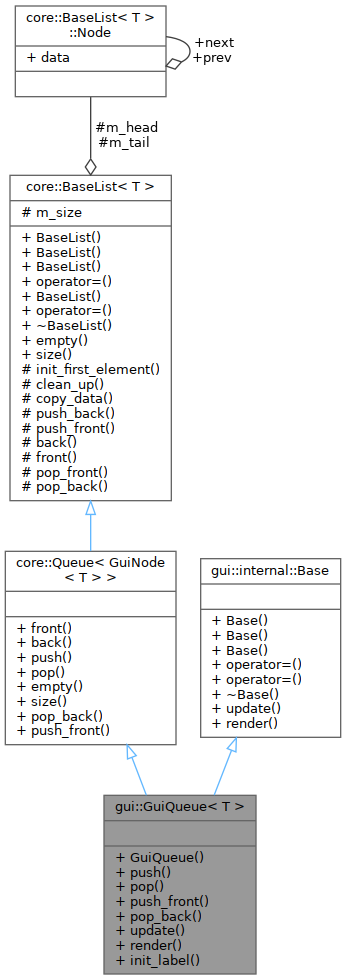 core::BaseList< T >
::Node
+ data
+next
+prev
#m_head
#m_tail
core::BaseList< T >
# m_size
+ BaseList()
+ BaseList()
+ BaseList()
+ operator=()
+ BaseList()
+ operator=()
+ ~BaseList()
+ empty()
+ size()
# init_first_element()
# clean_up()
# copy_data()
# push_back()
# push_front()
# back()
# front()
# pop_front()
# pop_back()
core::Queue< GuiNode
< T > >
+ front()
+ back()
+ push()
+ pop()
+ empty()
+ size()
+ pop_back()
+ push_front()
gui::internal::Base
+ Base()
+ Base()
+ Base()
+ operator=()
+ operator=()
+ ~Base()
+ update()
+ render()
gui::GuiQueue< T >
+ GuiQueue()
+ push()
+ pop()
+ push_front()
+ pop_back()
+ update()
+ render()
+ init_label()